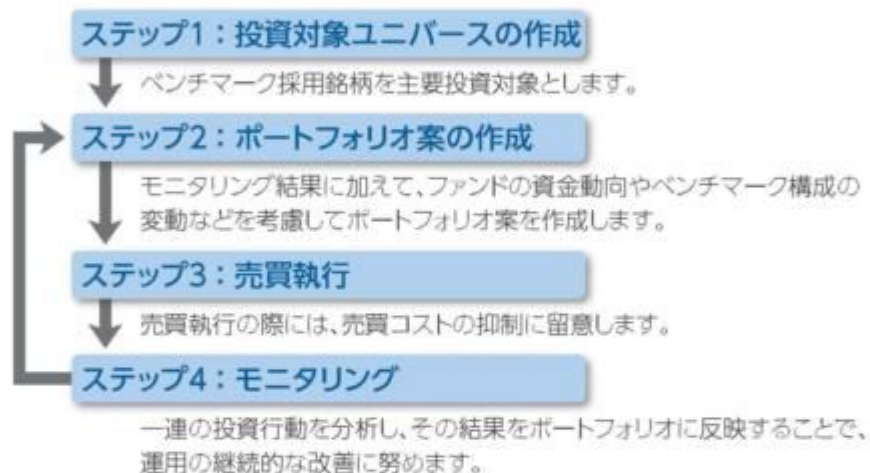 ステップ1：投資対象ユニバースの作成
ベンチマーク採用銘柄を主要投資対象とします。
ステップ2：ポートフォリオ案の作成
モニタリング結果に加えて、ファンドの資金動向やベンチマーク構成の
変動などを考慮してポートフォリオ案を作成します。
ステップ3：売買執行
売買執行の際には、売買コストの抑制に留意します。
ステップ4：モニタリング
一連の投資行動を分析し、その結果をポートフォリオに反映することで、
運用の継続的な改善に努めます。